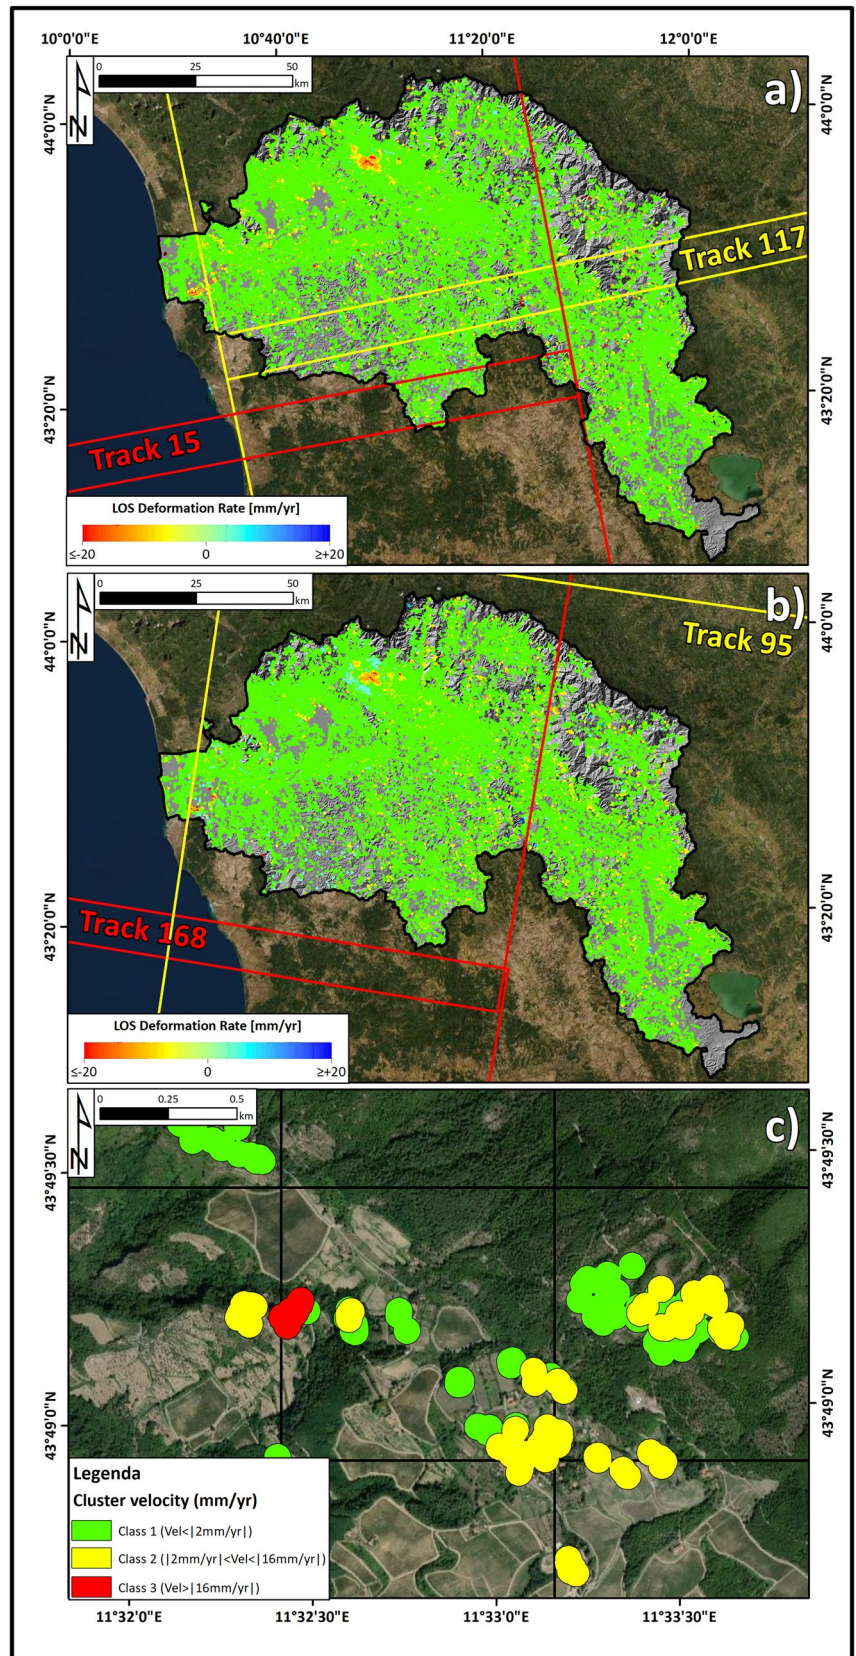 10°0'0"E 10°40'0"E 11°20'0"E 12°0'0"E
0 25 50
km
N
a)
44°0'0"N
44°0'0"N
Track 117
43°20'0"N
43°20'0"N
Track 15
LOS Deformation Rate [mm/yr]
≤-20 0 ≥+20
0 25 50
km
N
b)
Track 95
44°0'0"N
44°0'0"N
43°20'0"N
43°20'0"N
Track 168
LOS Deformation Rate [mm/yr]
≤-20 0 ≥+20
0 0.25 0.5
km
N
c)
43°49'30"N
43°49'30"N
43°49'0"N
43°49'0"N
Legenda
Cluster velocity (mm/yr)
Class 1 (Vel<|2mm/yr|)
Class 2 (|2mm/yr|<Vel<|16mm/yr|)
Class 3 (Vel>|16mm/yr|)
11°32'0"E 11°32'30"E 11°33'0"E 11°33'30"E